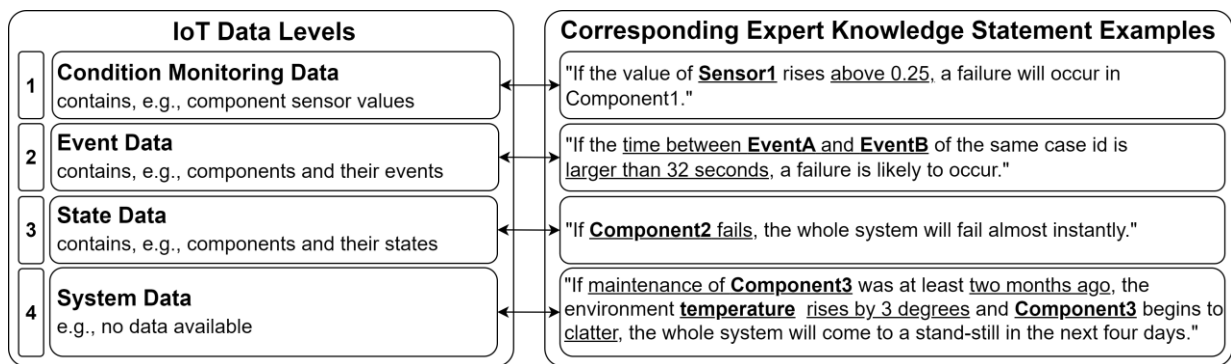 IoT Data Levels
1
Condition Monitoring Data
contains, e.g., component sensor values
2
Event Data
contains, e.g., components and their events
3
State Data
contains, e.g., components and their states
4
System Data
e.g., no data available
Corresponding Expert Knowledge Statement Examples
"If the value of Sensor1 rises above 0.25, a failure will occur in
Component1."
"If the time between EventA and EventB of the same case id is
larger than 32 seconds, a failure is likely to occur."
"If Component2 fails, the whole system will fail almost instantly."
"If maintenance of Component3 was at least two months ago, the
environment temperature rises by 3 degrees and Component3 begins to
clatter, the whole system will come to a stand-still in the next four days."